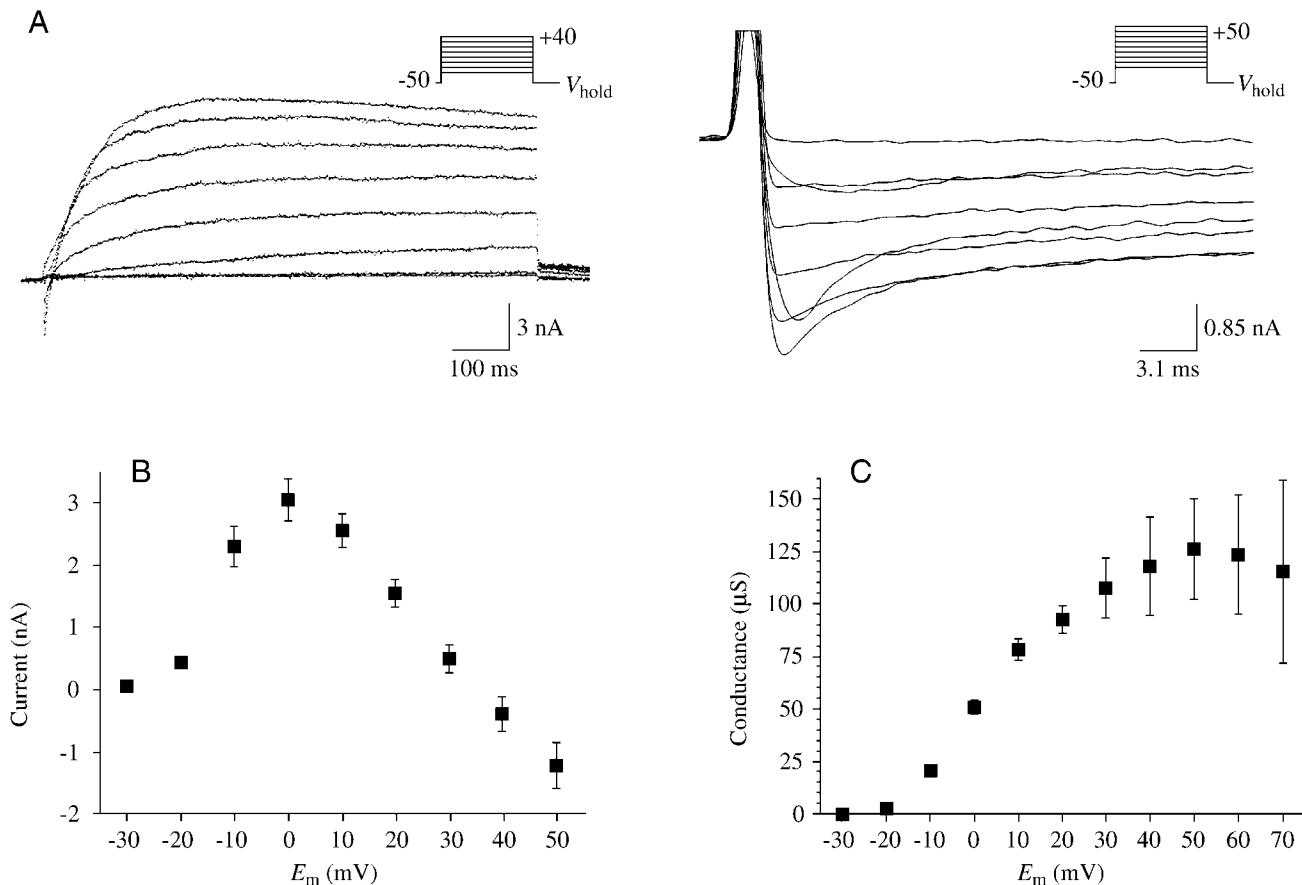 A
+40
-50
V_hold
3 nA
100 ms
+50
-50
V_hold
0.85 nA
3.1 ms
B
Current (nA)
3
2
1
0
-1
-2
-30 -20 -10 0 10 20 30 40 50
E_m (mV)
C
Conductance (µS)
150
125
100
75
50
25
0
-30 -20 -10 0 10 20 30 40 50 60 70
E_m (mV)